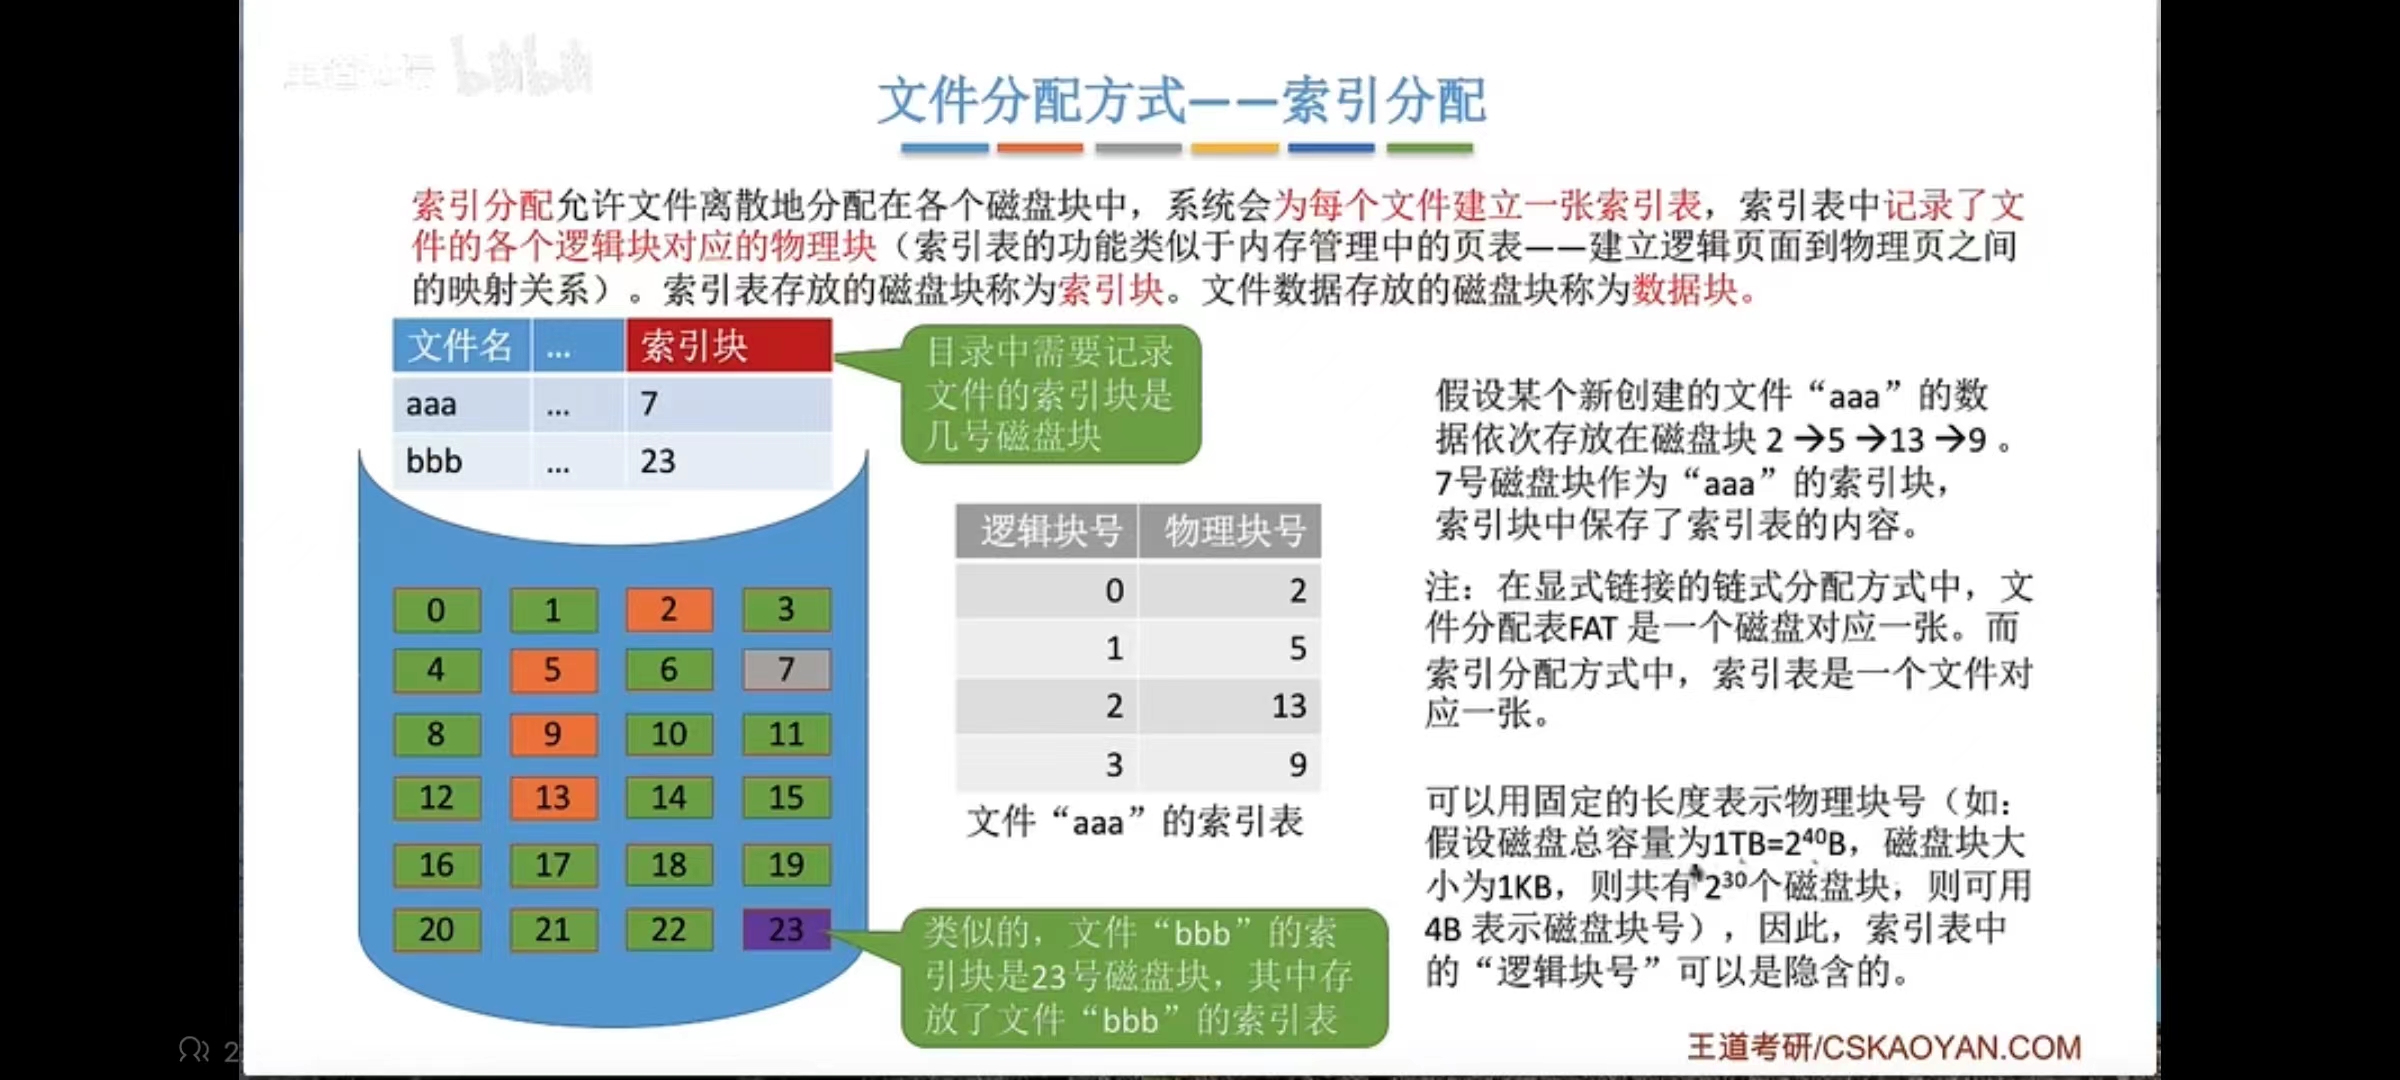 文件分配方式——索引分配
索引分配允许文件离散地分配在各个磁盘块中，系统会为每个文件建立一张索引表，索引表中记录了文
件的各个逻辑块对应的物理块（索引表的功能类似于内存管理中的页表——建立逻辑页面到物理页之间
的映射关系）。索引表存放的磁盘块称为索引块。文件数据存放的磁盘块称为数据块。
文件名 ... 索引块
aaa ... 7
bbb ... 23
目录中需要记录
文件的索引块是
几号磁盘块
0 1 2 3
4 5 6 7
8 9 10 11
12 13 14 15
16 17 18 19
20 21 22 23
逻辑块号 物理块号
0 2
1 5
2 13
3 9
文件“aaa”的索引表
类似的，文件“bbb”的索
引块是23号磁盘块，其中存
放了文件“bbb”的索引表
假设某个新创建的文件“aaa”的数
据依次存放在磁盘块 2→5→13→9。
7号磁盘块作为“aaa”的索引块，
索引块中保存了索引表的内容。
注：在显式链接的链式分配方式中，文
件分配表FAT 是一个磁盘对应一张。而
索引分配方式中，索引表是一个文件对
应一张。
可以用固定的长度表示物理块号（如：
假设磁盘总容量为1TB=2⁴⁰B，磁盘块大
小为1KB，则共有2³⁰个磁盘块，则可用
4B 表示磁盘块号），因此，索引表中
的“逻辑块号”可以是隐含的。
王道考研/CSKAOYAN.COM